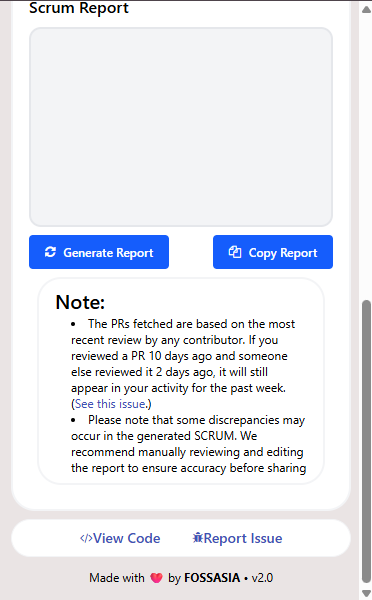 Scrum Report
Generate Report
Copy Report
Note:
• The PRs fetched are based on the most
recent review by any contributor. If you
reviewed a PR 10 days ago and someone
else reviewed it 2 days ago, it will still
appear in your activity for the past week.
(See this issue.)
• Please note that some discrepancies may
occur in the generated SCRUM. We
recommend manually reviewing and editing
the report to ensure accuracy before sharing
</>View Code
Report Issue
Made with ❤️ by FOSSASIA • v2.0